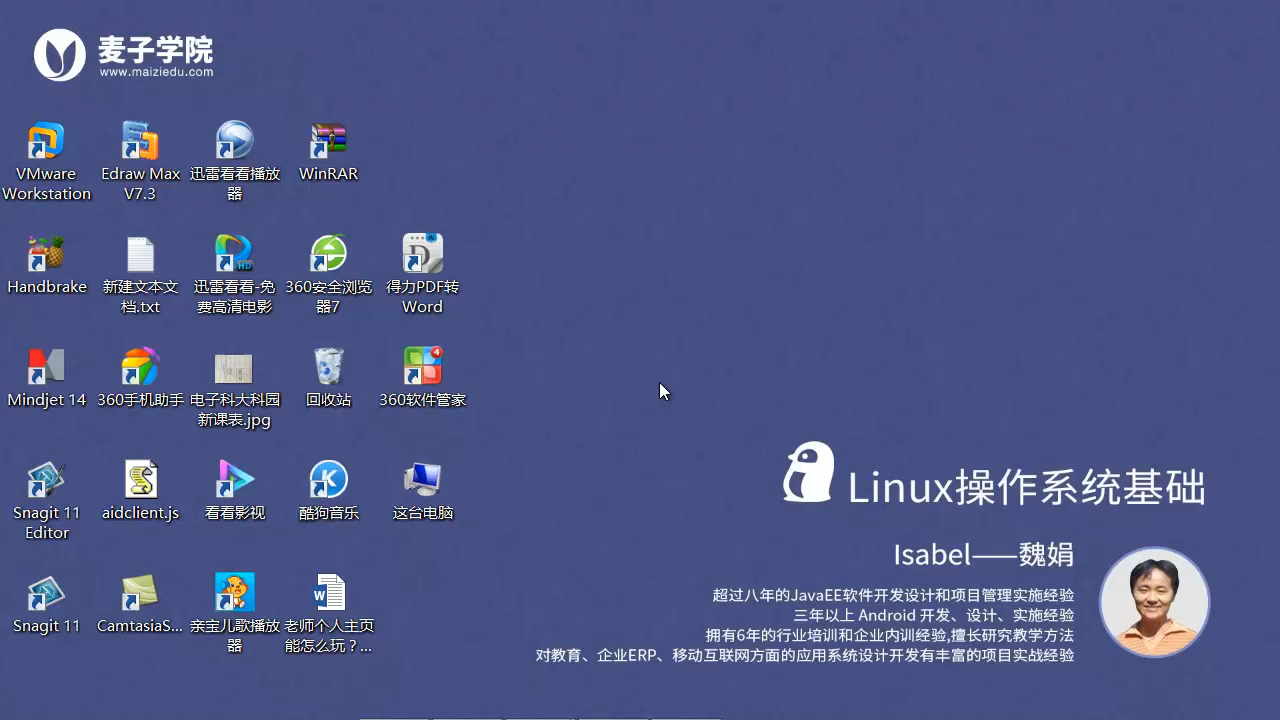 麦子学院
www.maiziedu.com
VMware
Workstation
Edraw Max
V7.3
迅雷看看播放
器
WinRAR
Handbrake
新建文本文
档.txt
迅雷看看-免
费高清电影
360安全浏览
器7
得力PDF转
Word
Mindjet 14
360手机助手
电子科大科园
新课表.jpg
回收站
360软件管家
Snagit 11
Editor
aidclient.js
看看影视
酷狗音乐
这台电脑
Snagit 11
CamtasiaS...
亲宝儿歌播放
器
老师个人主页
能怎么玩？...
Linux操作系统基础
Isabel——魏娟
超过八年的JavaEE软件开发设计和项目管理实施经验
三年以上 Android 开发、设计、实施经验
拥有6年的行业培训和企业内训经验,擅长研究教学方法
对教育、企业ERP、移动互联网方面的应用系统设计开发有丰富的项目实战经验